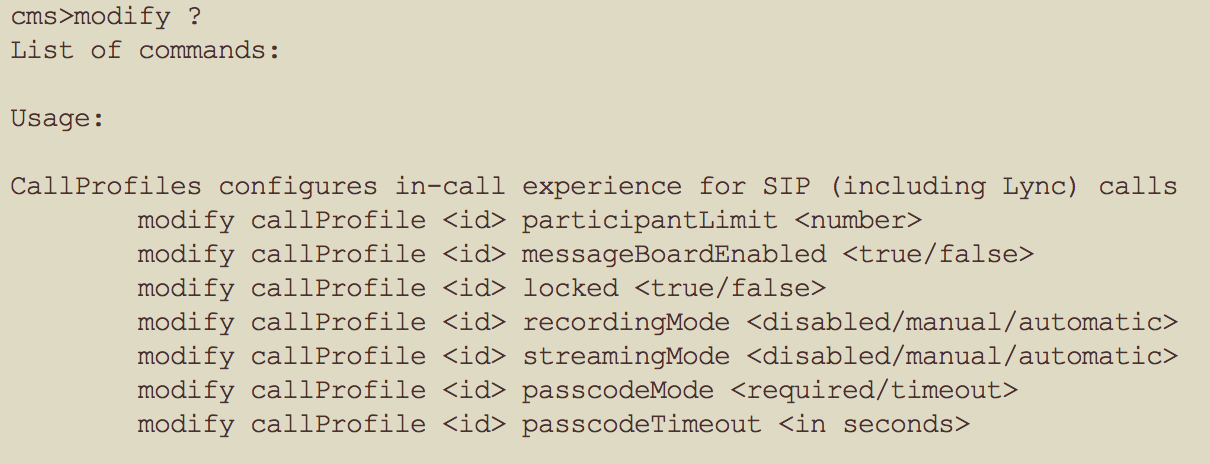 cms>modify ?
List of commands:
Usage:
CallProfiles configures in-call experience for SIP (including Lync) calls
modify callProfile <id> participantLimit <number>
modify callProfile <id> messageBoardEnabled <true/false>
modify callProfile <id> locked <true/false>
modify callProfile <id> recordingMode <disabled/manual/automatic>
modify callProfile <id> streamingMode <disabled/manual/automatic>
modify callProfile <id> passcodeMode <required/timeout>
modify callProfile <id> passcodeTimeout <in seconds>